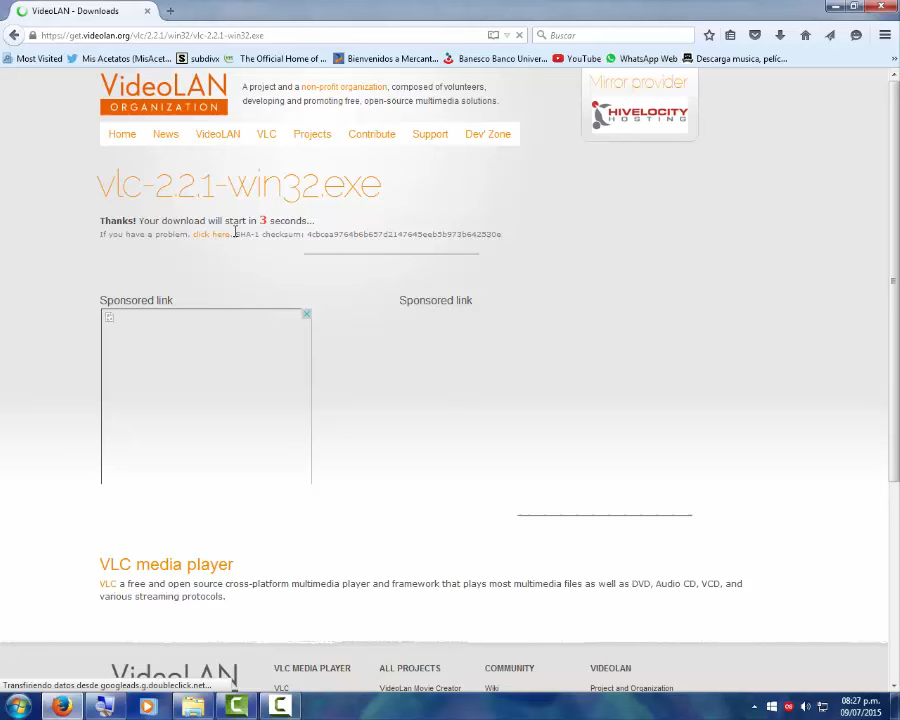 VideoLAN - Downloads
https://get.videolan.org/vlc/2.2.1/win32/vlc-2.2.1-win32.exe
Buscar
Most Visited
Mis Acetatos (MisAcet...
subdivx
The Official Home of ...
Bienvenidos a Mercant...
Banesco Banco Univer...
YouTube
WhatsApp Web
Descarga musica, pelíc...
VideoLAN
ORGANIZATION
A project and a non-profit organization, composed of volunteers,
developing and promoting free, open-source multimedia solutions.
Mirror provider
HIVELOCITY
HOSTING
Home News VideoLAN VLC Projects Contribute Support Dev' Zone
vlc-2.2.1-win32.exe
Thanks! Your download will start in 3 seconds...
If you have a problem, click here. SHA-1 checksum:
Sponsored link
Sponsored link
VLC media player
VLC a free and open source cross-platform multimedia player and framework that plays most multimedia files as well as DVD, Audio CD, VCD, and
various streaming protocols.
VideoLAN
VLC MEDIA PLAYER ALL PROJECTS COMMUNITY VIDEOLAN
VLC VideoLan Movie Creator Wiki Project and Organization
Transfiriendo datos desde googleads.g.doubleclick.net...
08:27 p.m.
09/07/2015